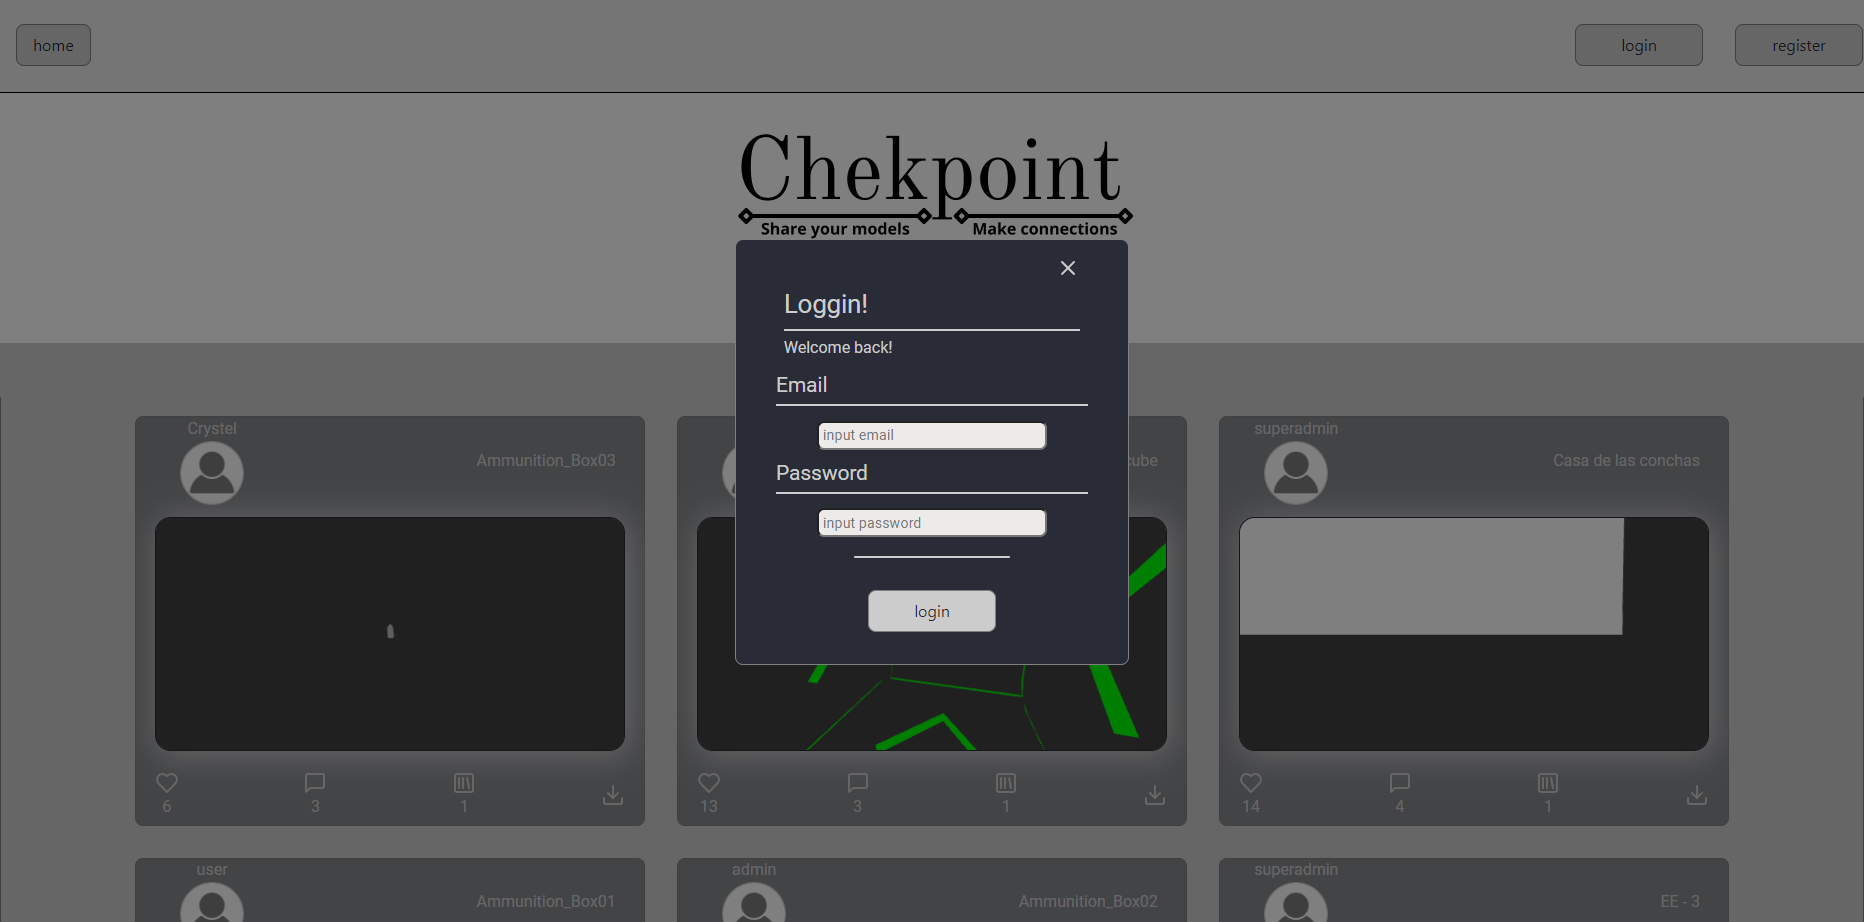 home
login
register
Chekpoint
Share your models
Make connections
Loggin!
Welcome back!
Email
input email
Password
input password
login
Crystel
Ammunition_Box03
6
3
1
cube
13
3
1
superadmin
Casa de las conchas
14
4
1
user
Ammunition_Box01
admin
Ammunition_Box02
superadmin
EE - 3